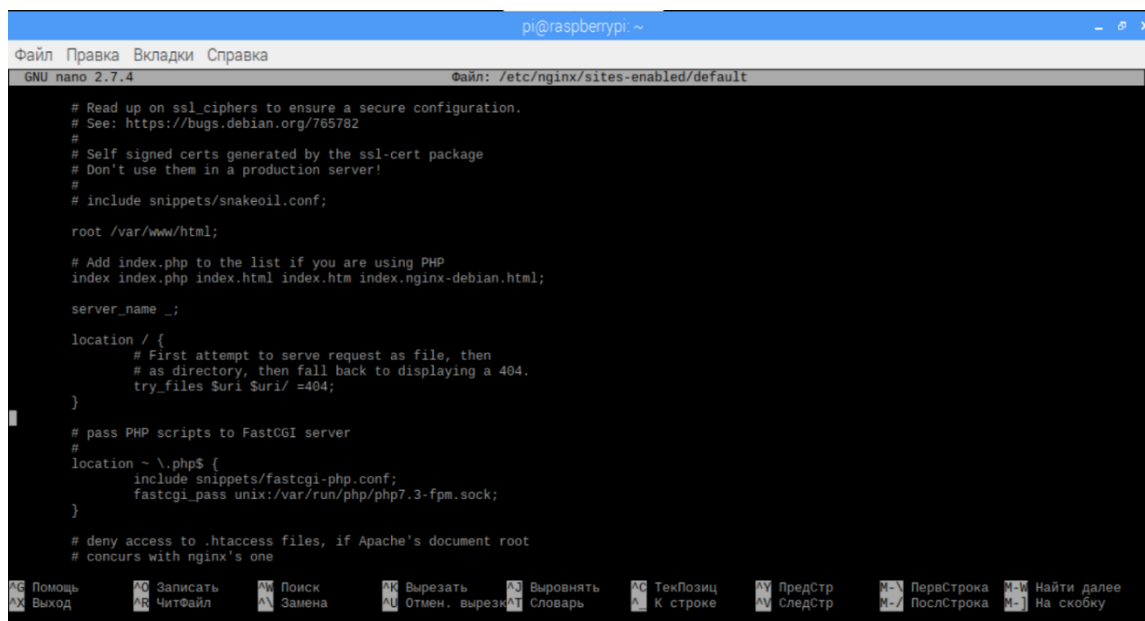 pi@raspberrypi: ~
Файл Правка Вкладки Справка
GNU nano 2.7.4 Файл: /etc/nginx/sites-enabled/default
# Read up on ssl_ciphers to ensure a secure configuration.
# See: https://bugs.debian.org/765782
#
# Self signed certs generated by the ssl-cert package
# Don't use them in a production server!
#
# include snippets/snakeoil.conf;
root /var/www/html;
# Add index.php to the list if you are using PHP
index index.php index.html index.htm index.nginx-debian.html;
server_name _;
location / {
# First attempt to serve request as file, then
# as directory, then fall back to displaying a 404.
try_files $uri $uri/ =404;
}
# pass PHP scripts to FastCGI server
#
location ~ \.php$ {
include snippets/fastcgi-php.conf;
fastcgi_pass unix:/var/run/php/php7.3-fpm.sock;
}
# deny access to .htaccess files, if Apache's document root
# concurs with nginx's one
^G Помощь ^O Записать ^W Поиск ^K Вырезать ^J Выровнять ^C ТекПозиц ^Y ПредСтр M-\ ПервСтрока M-W Найти далее
^X Выход ^R ЧитФайл ^\ Замена ^U Отмен. вырезк ^T Словарь ^_ К строке ^V СледСтр M-/ ПослСтрока M-] На скобку